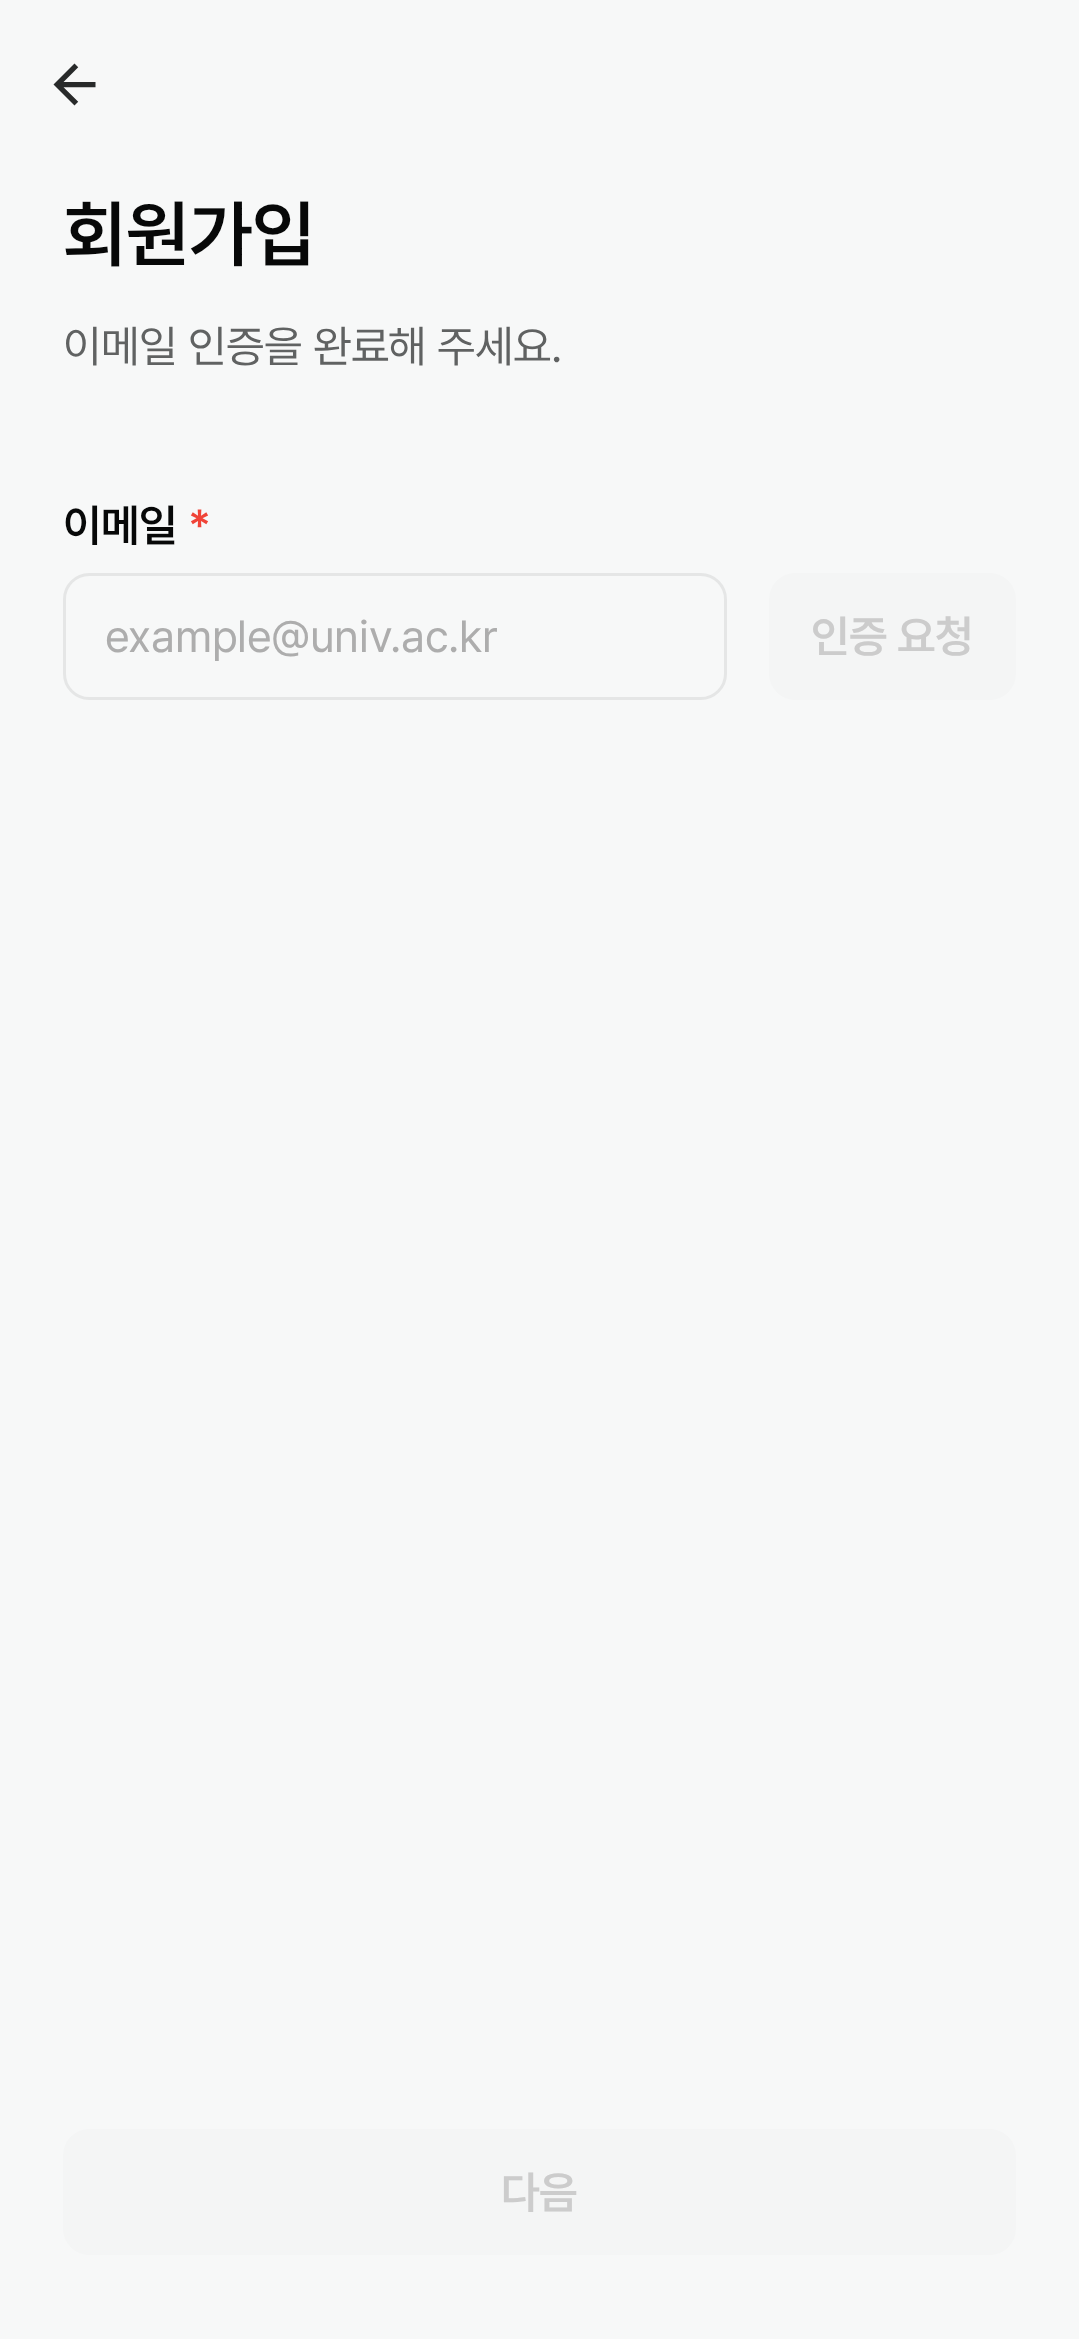 회원가입
이메일 인증을 완료해 주세요.
이메일 *
example@univ.ac.kr
인증 요청
다음